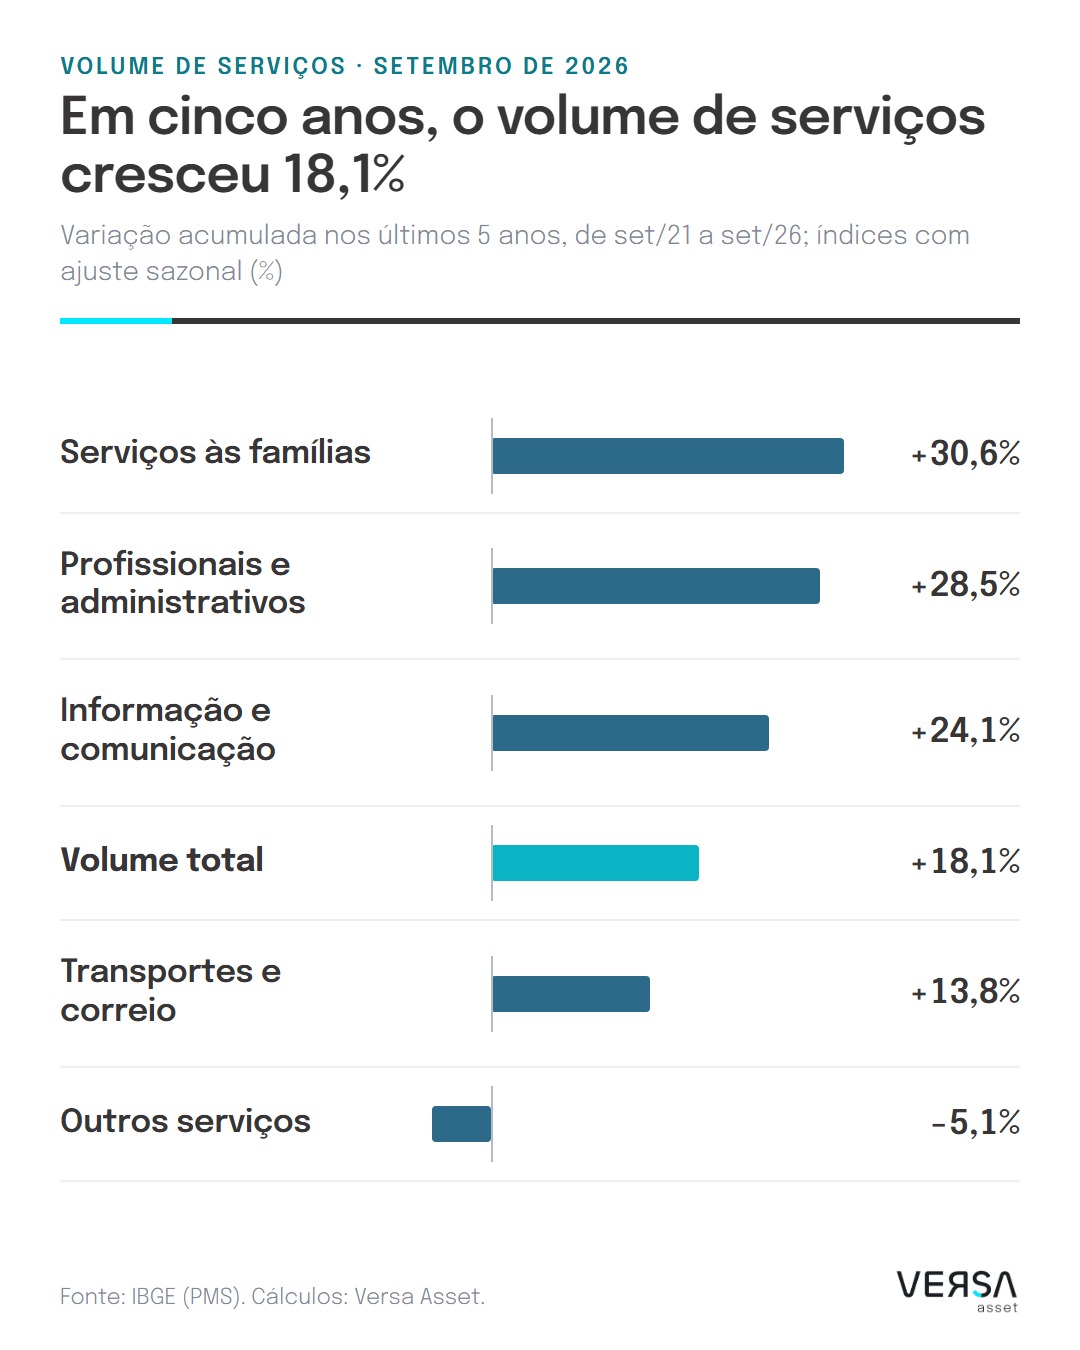 VOLUME DE SERVIÇOS · SETEMBRO DE 2026
Em cinco anos, o volume de serviços
cresceu 18,1%
Variação acumulada nos últimos 5 anos, de set/21 a set/26; índices com
ajuste sazonal (%)
Serviços às famílias +30,6%
Profissionais e
administrativos +28,5%
Informação e
comunicação +24,1%
Volume total +18,1%
Transportes e
correio +13,8%
Outros serviços -5,1%
Fonte: IBGE (PMS). Cálculos: Versa Asset.
VERSA
asset